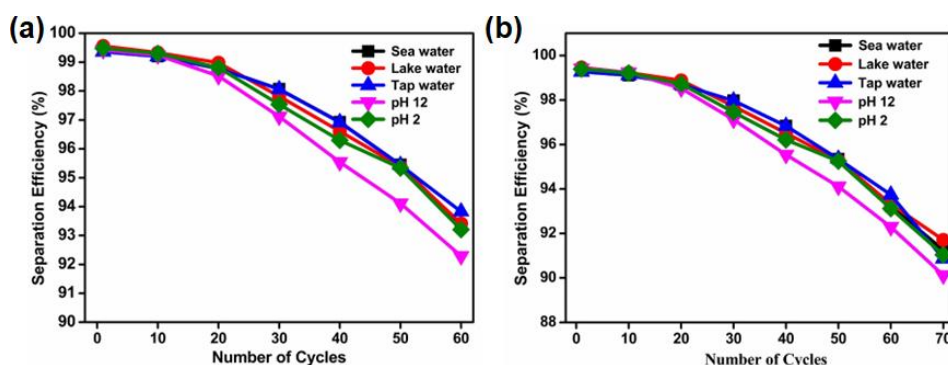 (a)
100
99
98
97
96
95
94
93
92
91
90
Separation Efficiency (%)
Sea water
Lake water
Tap water
pH 12
pH 2
0 10 20 30 40 50 60
Number of Cycles
(b)
100
98
96
94
92
90
88
Separation Efficiency (%)
Sea water
Lake water
Tap water
pH 12
pH 2
0 10 20 30 40 50 60 70
Number of Cycles